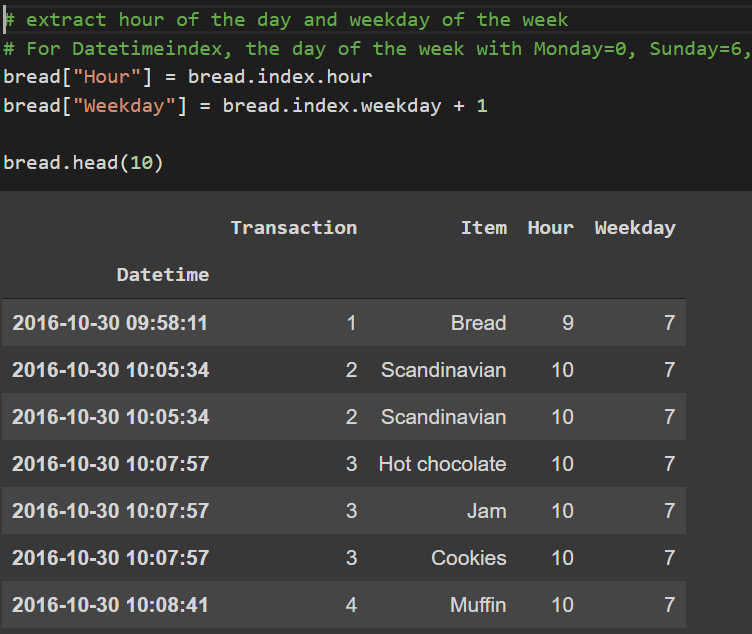 # extract hour of the day and weekday of the week
# For Datetimeindex, the day of the week with Monday=0, Sunday=6,
bread["Hour"] = bread.index.hour
bread["Weekday"] = bread.index.weekday + 1
bread.head(10)
Transaction Item Hour Weekday
Datetime
2016-10-30 09:58:11 1 Bread 9 7
2016-10-30 10:05:34 2 Scandinavian 10 7
2016-10-30 10:05:34 2 Scandinavian 10 7
2016-10-30 10:07:57 3 Hot chocolate 10 7
2016-10-30 10:07:57 3 Jam 10 7
2016-10-30 10:07:57 3 Cookies 10 7
2016-10-30 10:08:41 4 Muffin 10 7